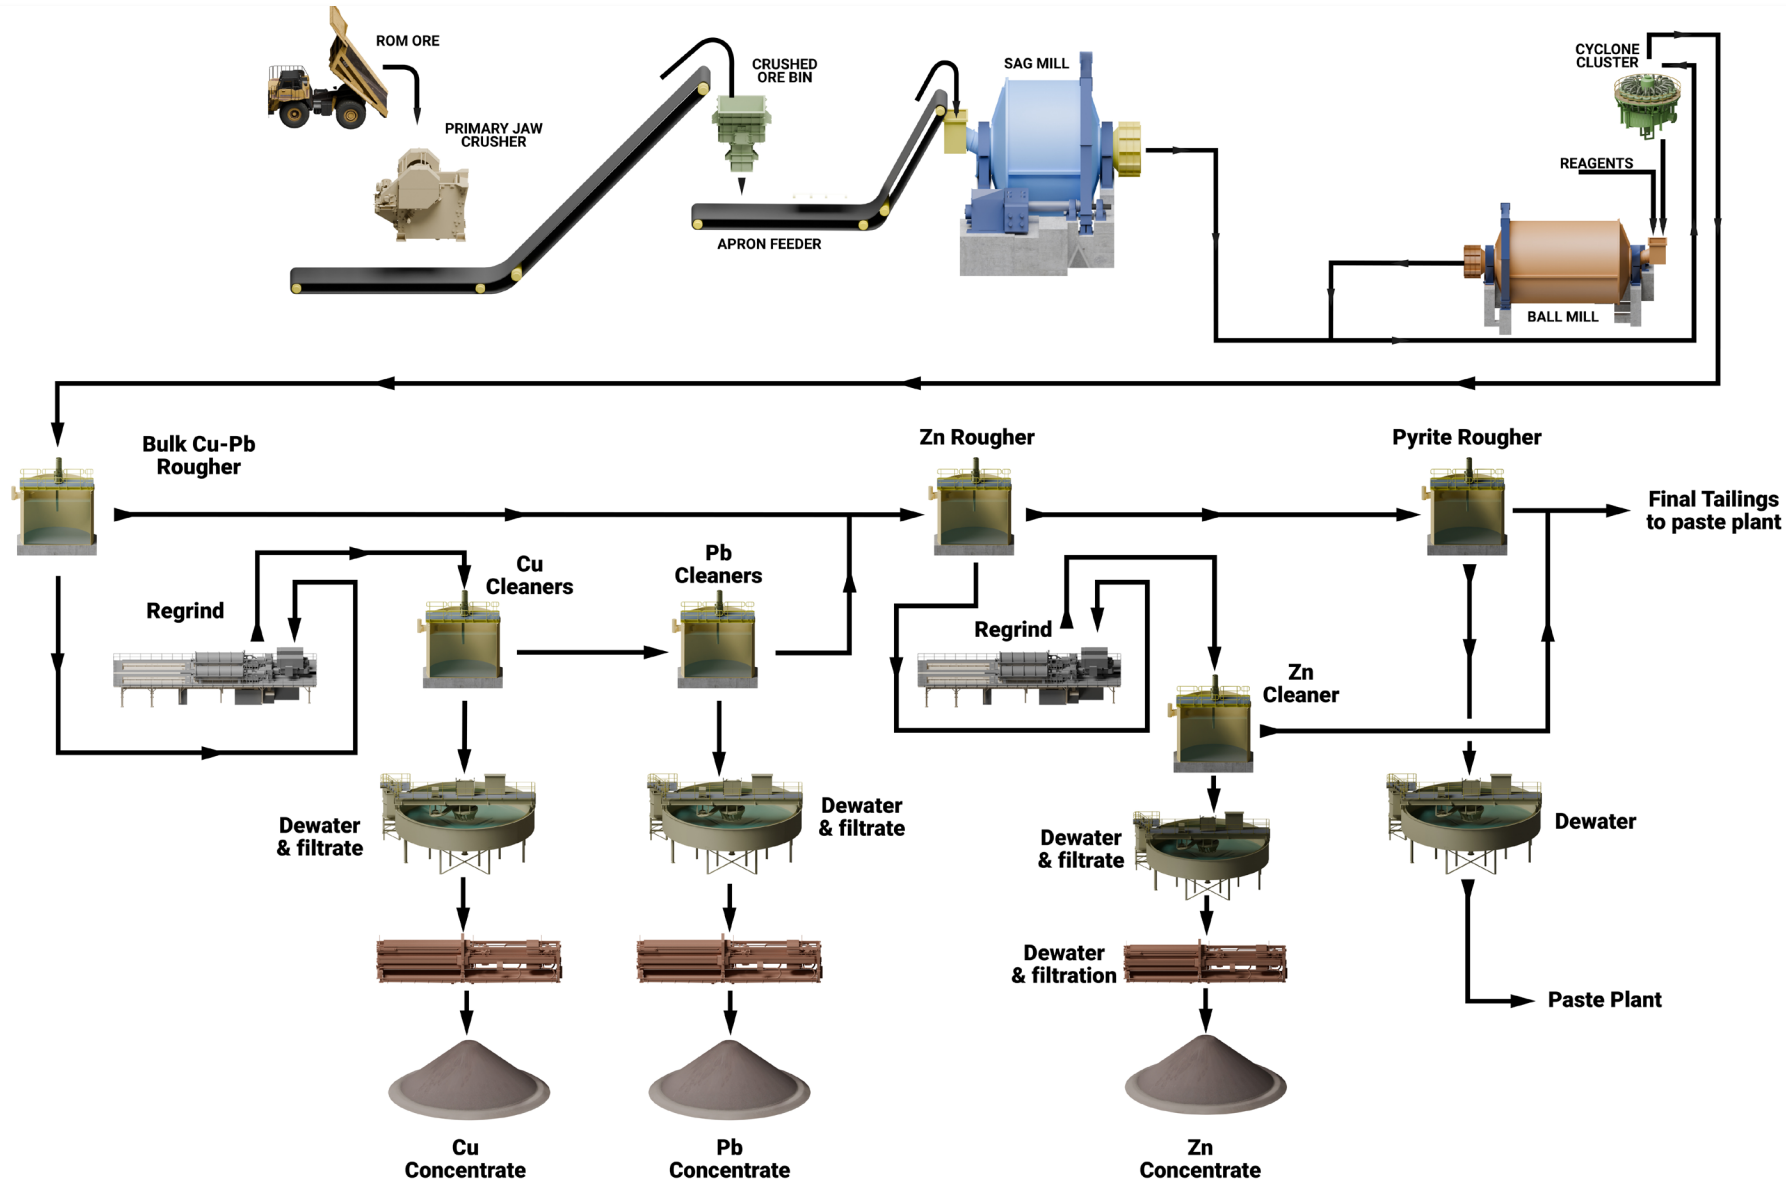 ROM ORE
PRIMARY JAW
CRUSHER
CRUSHED
ORE BIN
APRON FEEDER
SAG MILL
CYCLONE
CLUSTER
REAGENTS
BALL MILL
Bulk Cu-Pb
Rougher
Zn Rougher
Pyrite Rougher
Final Tailings
to paste plant
Regrind
Cu
Cleaners
Pb
Cleaners
Regrind
Zn
Cleaner
Dewater
& filtrate
Dewater
& filtrate
Dewater
& filtrate
Dewater
Dewater
& filtration
Paste Plant
Cu
Concentrate
Pb
Concentrate
Zn
Concentrate